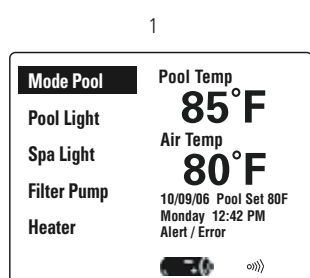 1
Mode Pool
Pool Light
Spa Light
Filter Pump
Heater
Pool Temp
85°F
Air Temp
80°F
10/09/06 Pool Set 80F
Monday 12:42 PM
Alert / Error